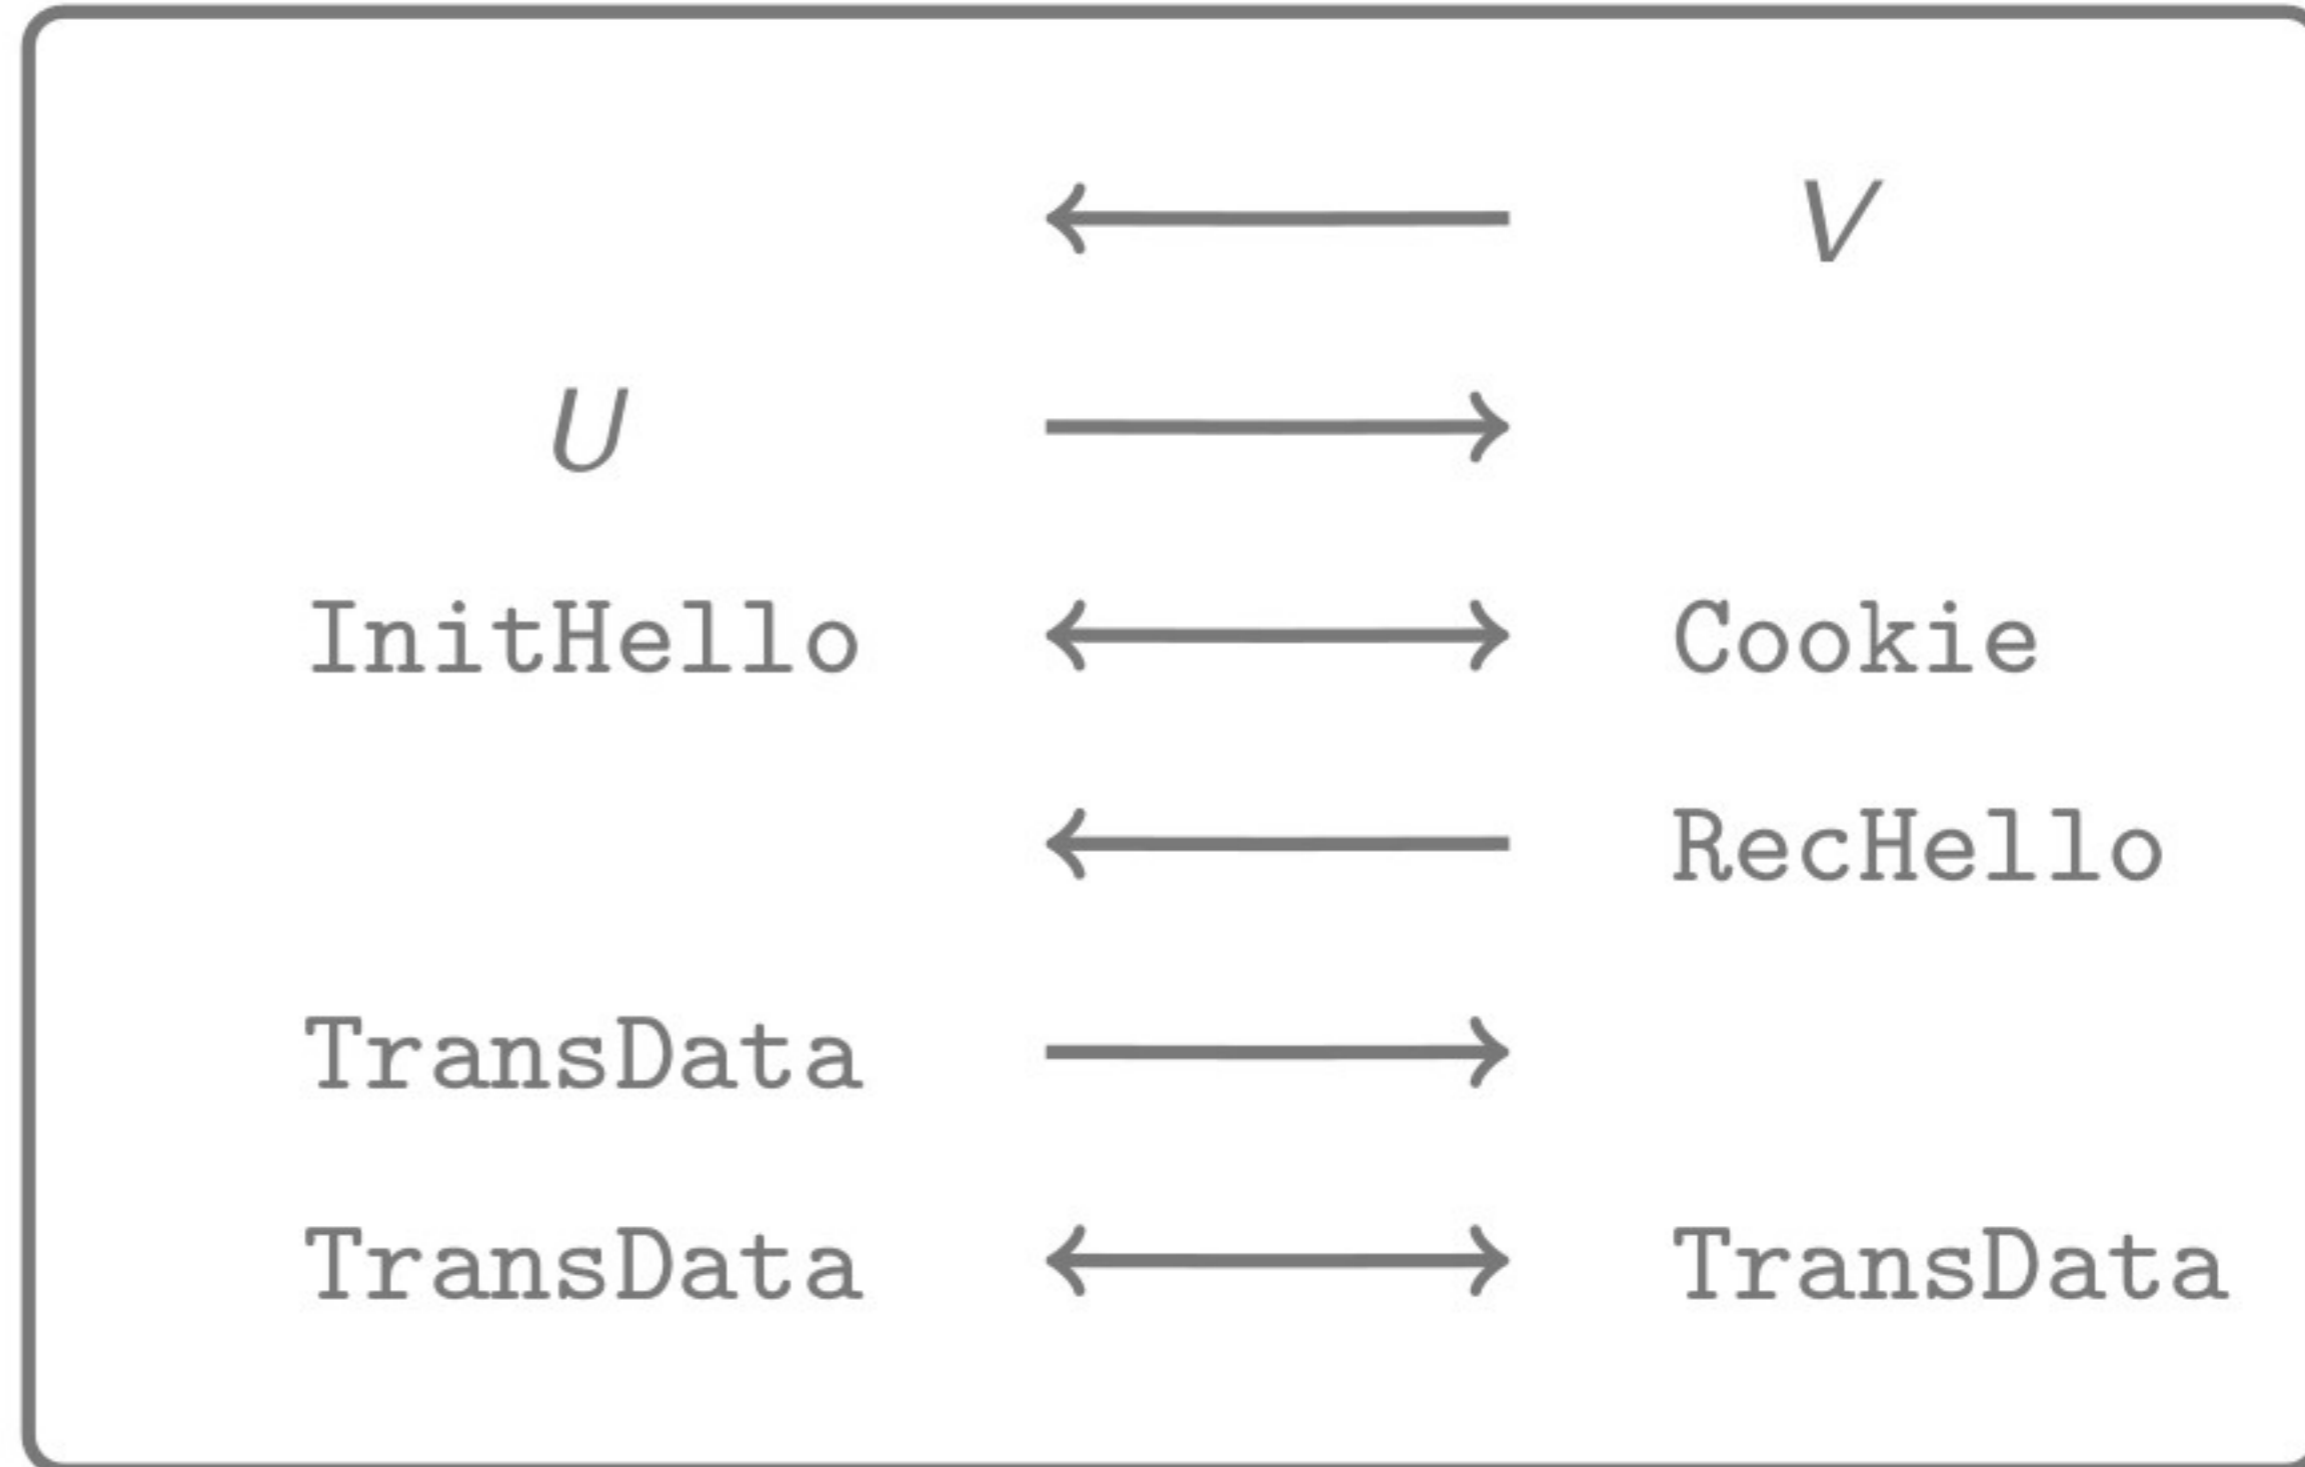 V
U
InitHello Cookie
RecHello
TransData
TransData TransData